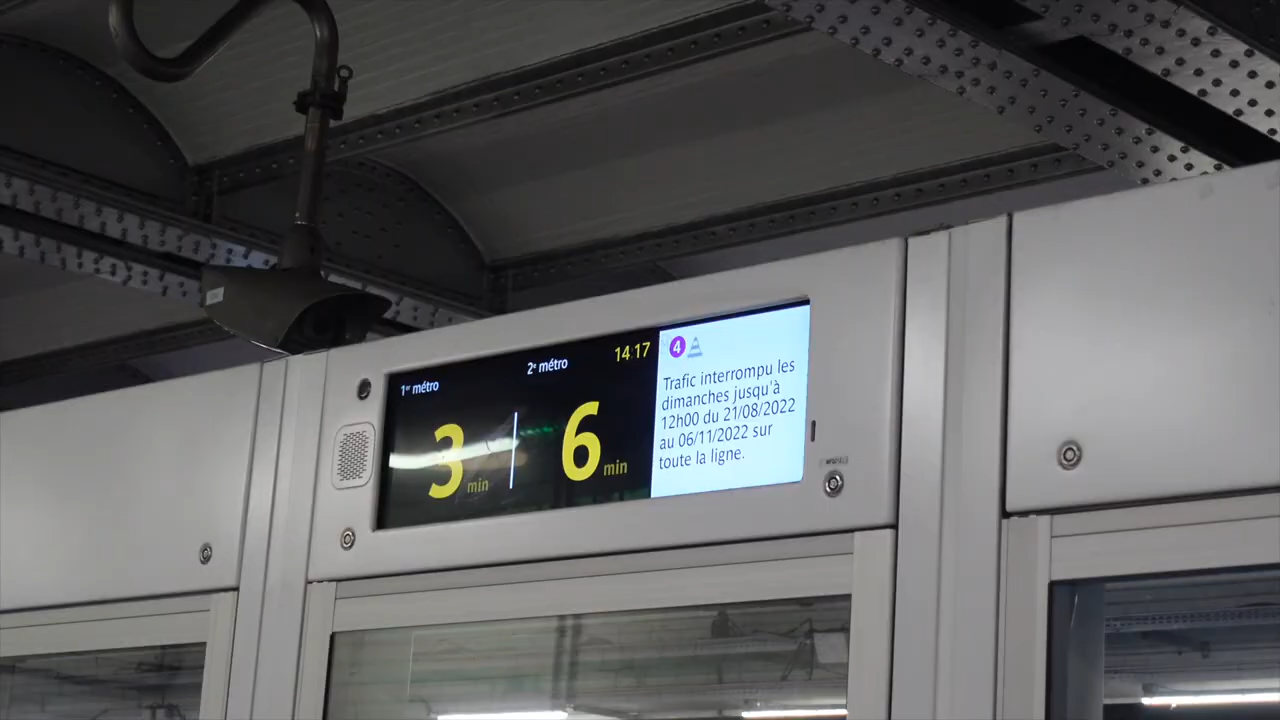 1er métro
2e métro
14:17
3 min
6 min
4
Trafic interrompu les
dimanches jusqu'à
12h00 du 21/08/2022
au 06/11/2022 sur
toute la ligne.